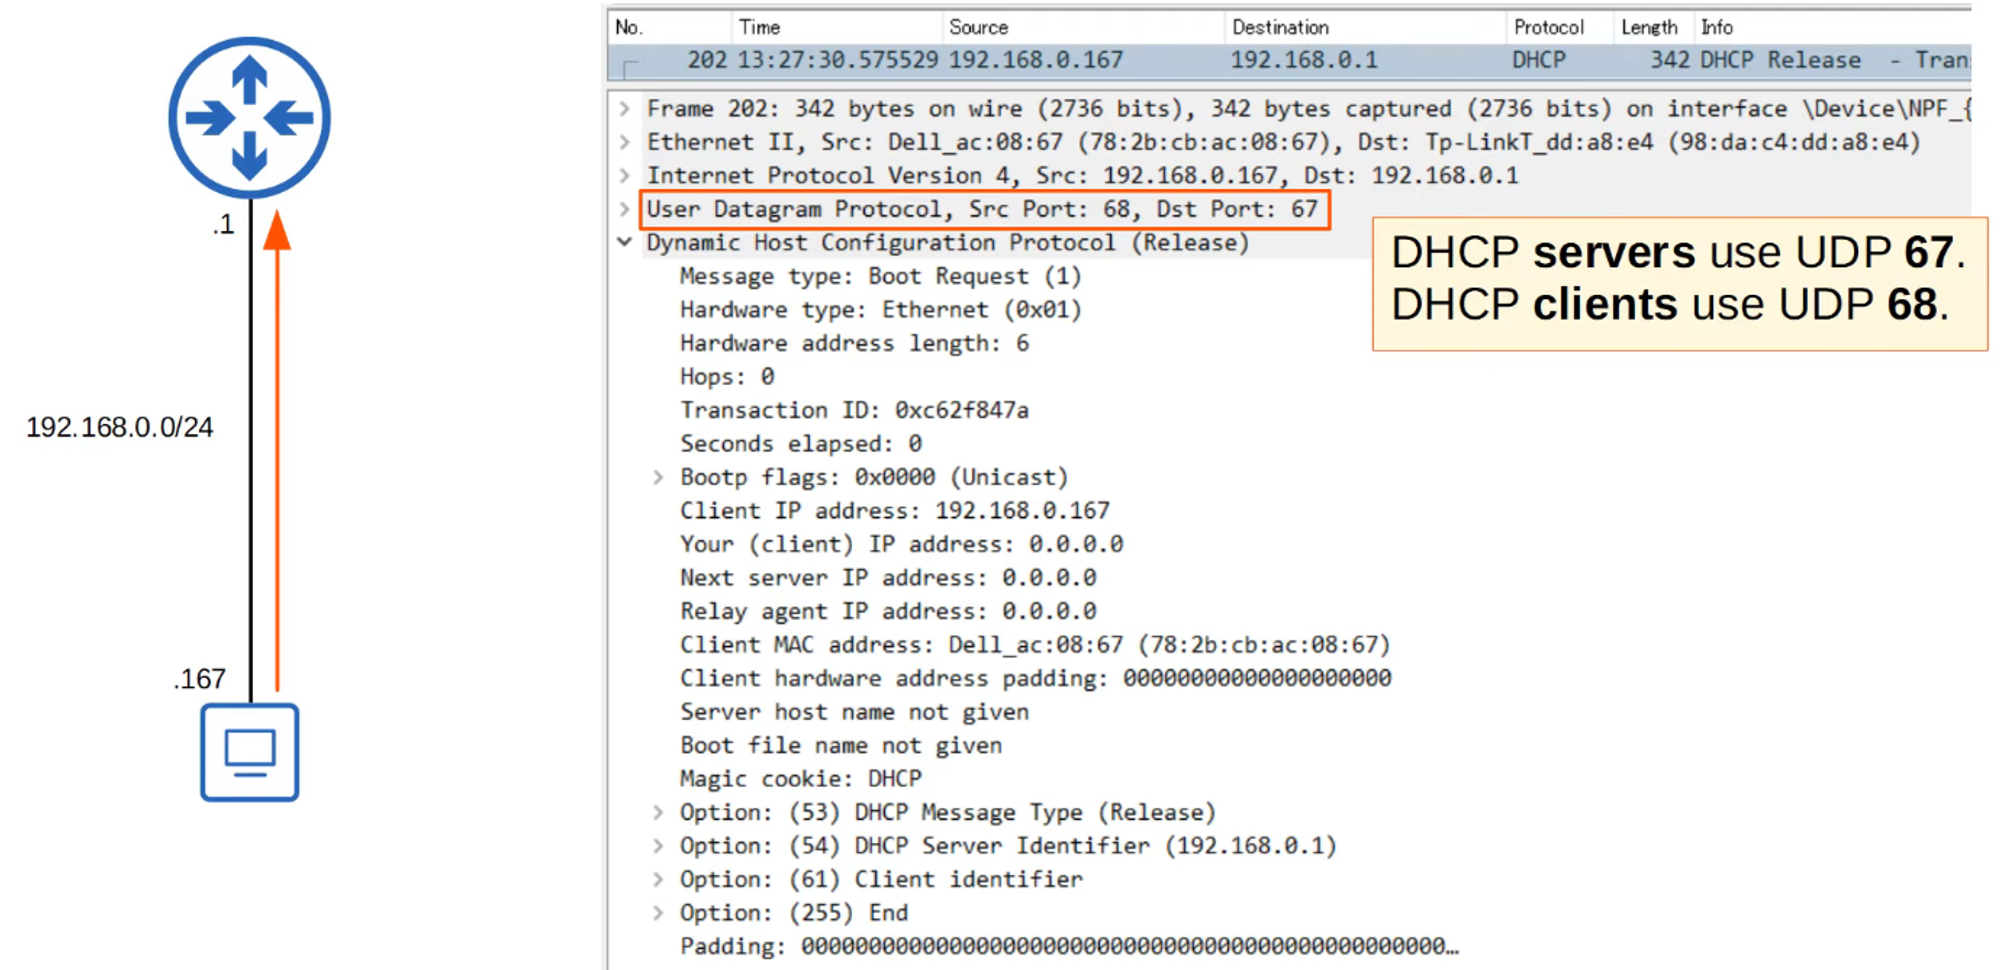 .1
192.168.0.0/24
.167
No. Time Source Destination Protocol Length Info
202 13:27:30.575529 192.168.0.167 192.168.0.1 DHCP 342 DHCP Release - Tran
Frame 202: 342 bytes on wire (2736 bits), 342 bytes captured (2736 bits) on interface \Device\NPF_{
Ethernet II, Src: Dell_ac:08:67 (78:2b:cb:ac:08:67), Dst: Tp-LinkT_dd:a8:e4 (98:da:c4:dd:a8:e4)
Internet Protocol Version 4, Src: 192.168.0.167, Dst: 192.168.0.1
User Datagram Protocol, Src Port: 68, Dst Port: 67
Dynamic Host Configuration Protocol (Release)
Message type: Boot Request (1)
Hardware type: Ethernet (0x01)
Hardware address length: 6
Hops: 0
Transaction ID: 0xc62f847a
Seconds elapsed: 0
Bootp flags: 0x0000 (Unicast)
Client IP address: 192.168.0.167
Your (client) IP address: 0.0.0.0
Next server IP address: 0.0.0.0
Relay agent IP address: 0.0.0.0
Client MAC address: Dell_ac:08:67 (78:2b:cb:ac:08:67)
Client hardware address padding: 00000000000000000000
Server host name not given
Boot file name not given
Magic cookie: DHCP
Option: (53) DHCP Message Type (Release)
Option: (54) DHCP Server Identifier (192.168.0.1)
Option: (61) Client identifier
Option: (255) End
Padding: 000000000000000000000000000000000000000000000000…
DHCP servers use UDP 67.
DHCP clients use UDP 68.